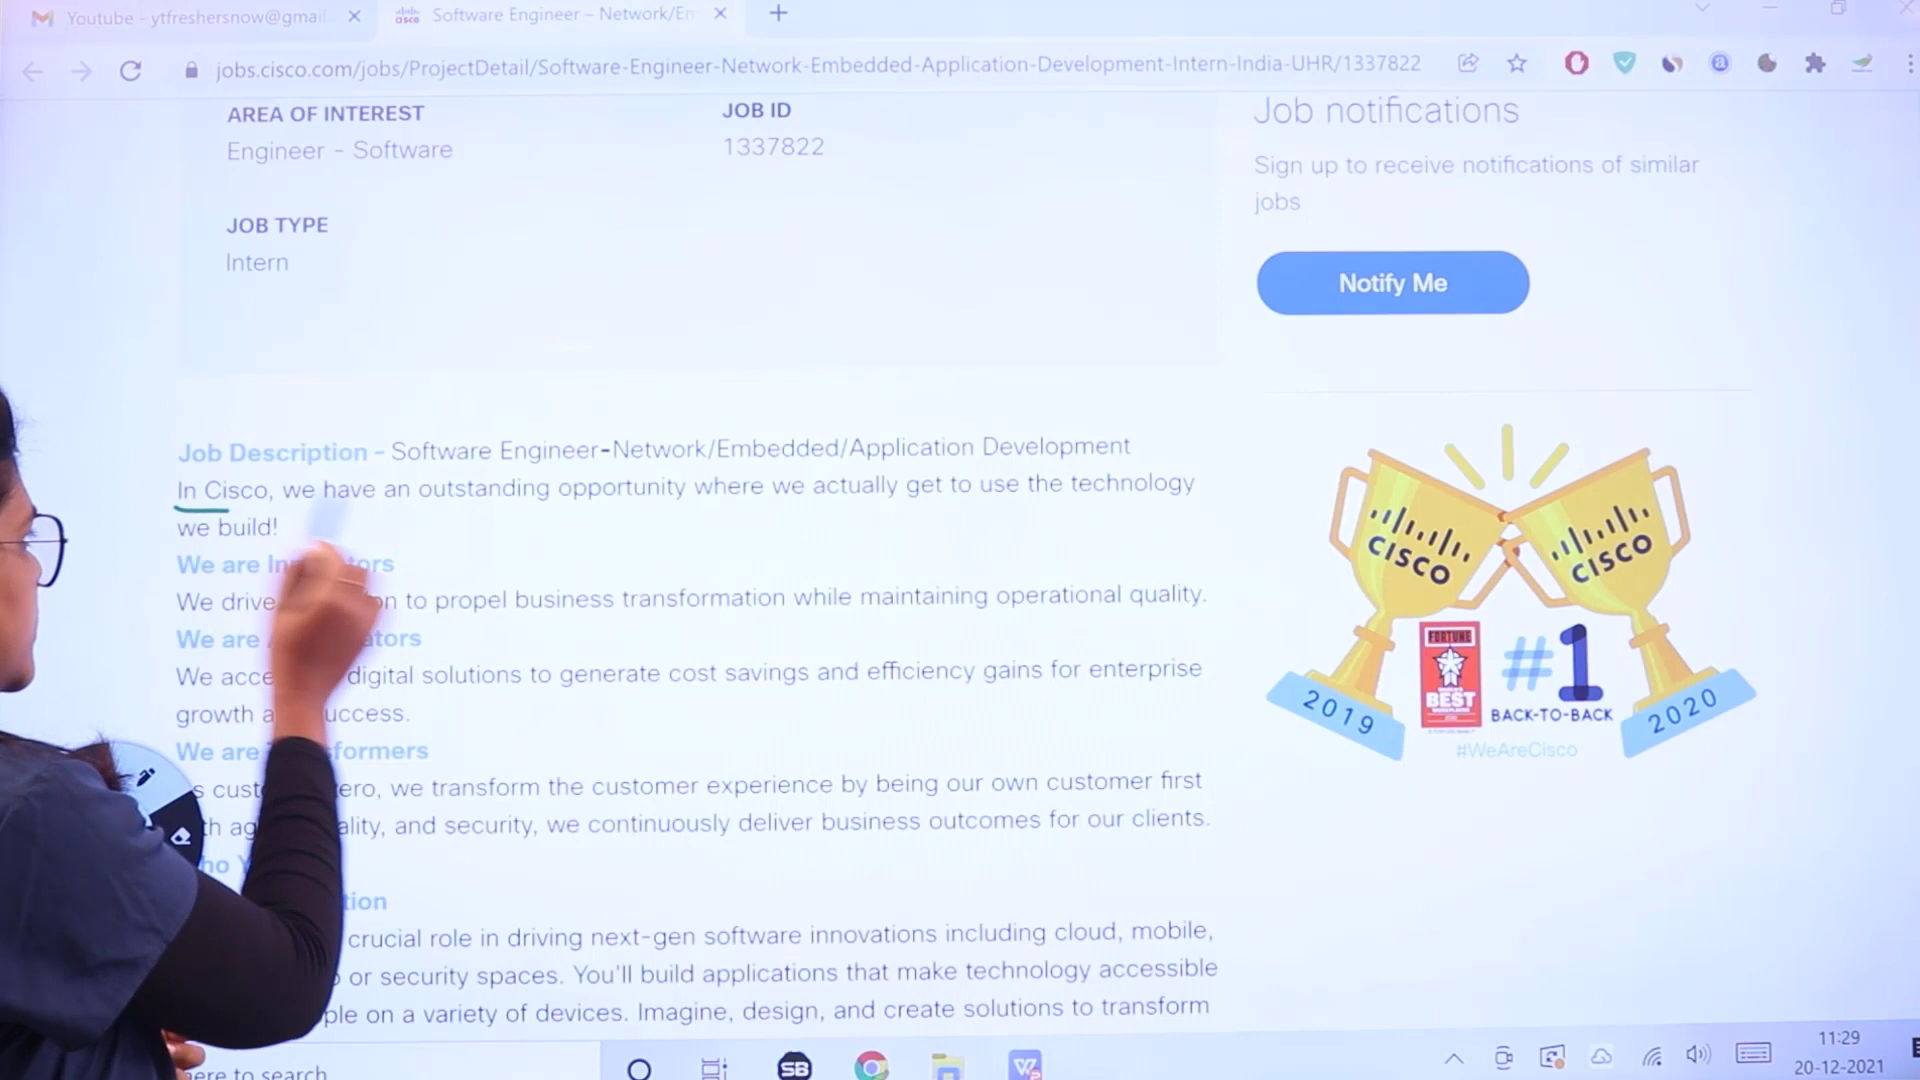 Youtube - ytfreshersnow@gmail.
CISCO
Software Engineer – Network/Em
jobs.cisco.com/jobs/ProjectDetail/Software-Engineer-Network-Embedded-Application-Development-Intern-India-UHR/1337822
AREA OF INTEREST
Engineer - Software
JOB ID
1337822
JOB TYPE
Intern
Job notifications
Sign up to receive notifications of similar
jobs
Notify Me
Job Description - Software Engineer-Network/Embedded/Application Development
In Cisco, we have an outstanding opportunity where we actually get to use the technology
we build!
We are In tors
We drive n to propel business transformation while maintaining operational quality.
We are ators
We acce digital solutions to generate cost savings and efficiency gains for enterprise
growth a uccess.
We are formers
s cust ero, we transform the customer experience by being our own customer first
th ag ality, and security, we continuously deliver business outcomes for our clients.
ho Y
tion
crucial role in driving next-gen software innovations including cloud, mobile,
or security spaces. You'll build applications that make technology accessible
ple on a variety of devices. Imagine, design, and create solutions to transform
CISCO
CISCO
FORTUNE
BEST
#1
BACK-TO-BACK
2019
2020
#WeAreCisco
here to search
SB
W
11:29
20-12-2021